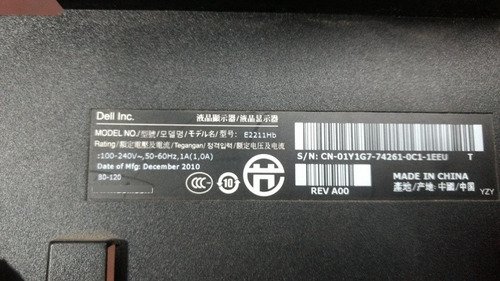 Dell Inc. 液晶顯示器/液晶显示器
MODEL NO./型號/모델명/モデル名/型号: E2211Hb
Rating/額定電壓及電流/Tegangan/정격입력/额定电压及电流
:100-240V~,50-60Hz,1A(1,0A)
Date of Mfg: December 2010
BD-120
CCC
10
S/N: CN-01Y1G7-74261-0C1-1EEU T
REV A00
MADE IN CHINA
產地/产地: 中國/中国
YZY